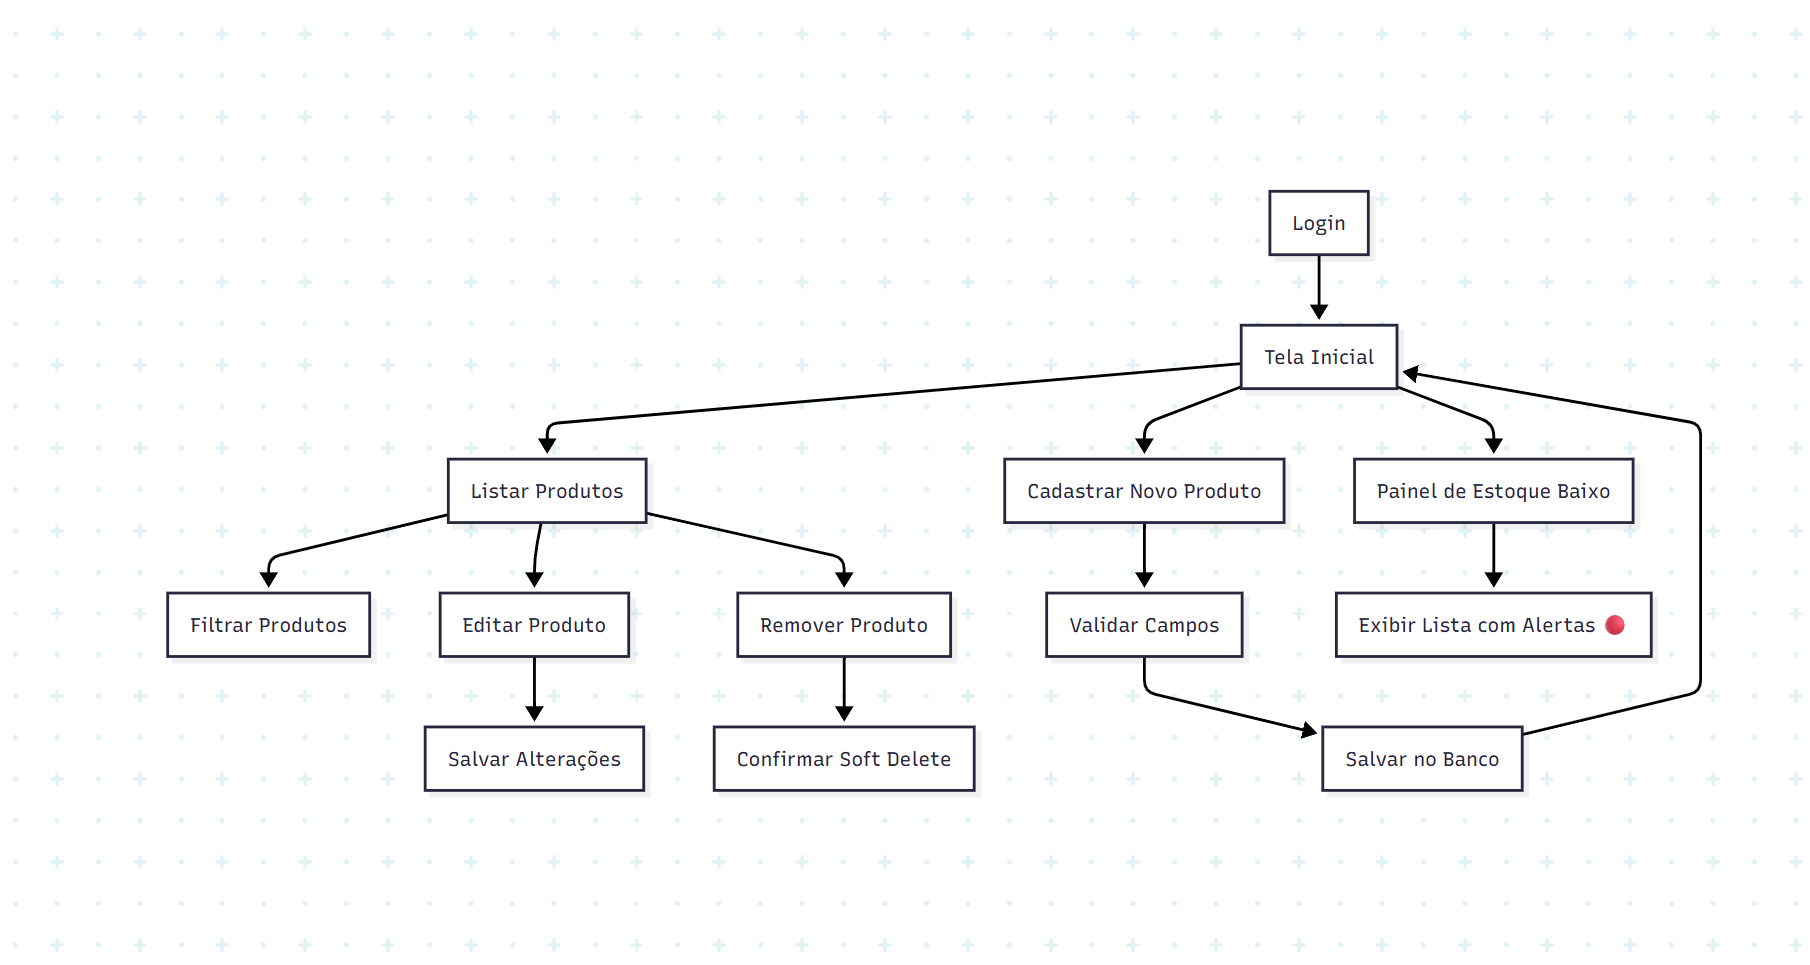 Login
Tela Inicial
Listar Produtos
Cadastrar Novo Produto
Painel de Estoque Baixo
Filtrar Produtos
Editar Produto
Remover Produto
Validar Campos
Exibir Lista com Alertas 🔴
Salvar Alterações
Confirmar Soft Delete
Salvar no Banco